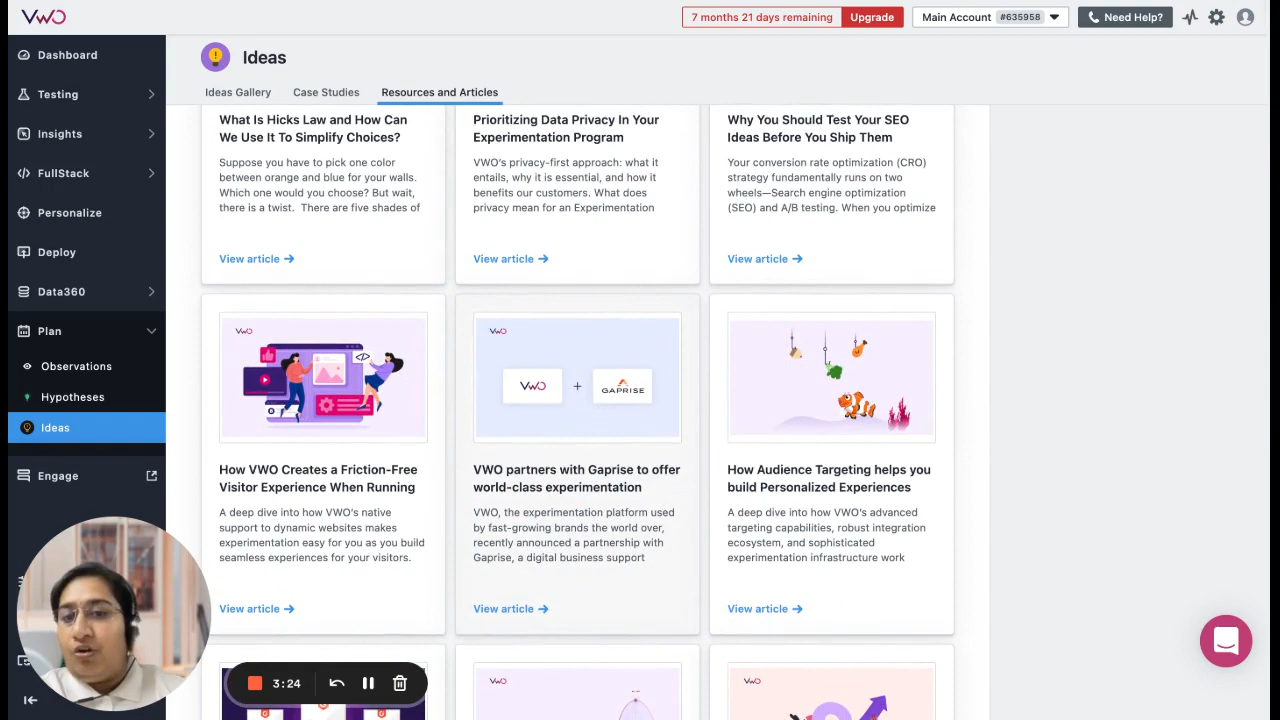 VWO
7 months 21 days remaining
Upgrade
Main Account #635958
Need Help?
Dashboard
Testing
Insights
FullStack
Personalize
Deploy
Data360
Plan
Observations
Hypotheses
Ideas
Engage
Ideas
Ideas Gallery
Case Studies
Resources and Articles
What Is Hicks Law and How Can
We Use It To Simplify Choices?
Suppose you have to pick one color
between orange and blue for your walls.
Which one would you choose? But wait,
there is a twist. There are five shades of
View article
Prioritizing Data Privacy In Your
Experimentation Program
VWO's privacy-first approach: what it
entails, why it is essential, and how it
benefits our customers. What does
privacy mean for an Experimentation
View article
Why You Should Test Your SEO
Ideas Before You Ship Them
Your conversion rate optimization (CRO)
strategy fundamentally runs on two
wheels—Search engine optimization
(SEO) and A/B testing. When you optimize
View article
VWO
How VWO Creates a Friction-Free
Visitor Experience When Running
A deep dive into how VWO's native
support to dynamic websites makes
experimentation easy for you as you build
seamless experiences for your visitors.
View article
VWO
VWO + GAPRISE
VWO partners with Gaprise to offer
world-class experimentation
VWO, the experimentation platform used
by fast-growing brands the world over,
recently announced a partnership with
Gaprise, a digital business support
View article
How Audience Targeting helps you
build Personalized Experiences
A deep dive into how VWO's advanced
targeting capabilities, robust integration
ecosystem, and sophisticated
experimentation infrastructure work
View article
3:24
VWO
VWO